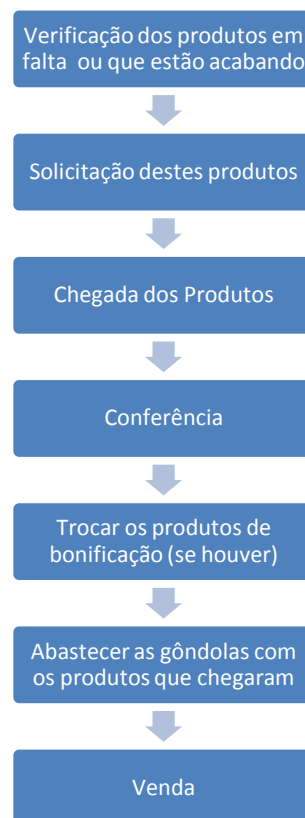 Verificação dos produtos em
falta ou que estão acabando
Solicitação destes produtos
Chegada dos Produtos
Conferência
Trocar os produtos de
bonificação (se houver)
Abastecer as gôndolas com
os produtos que chegaram
Venda